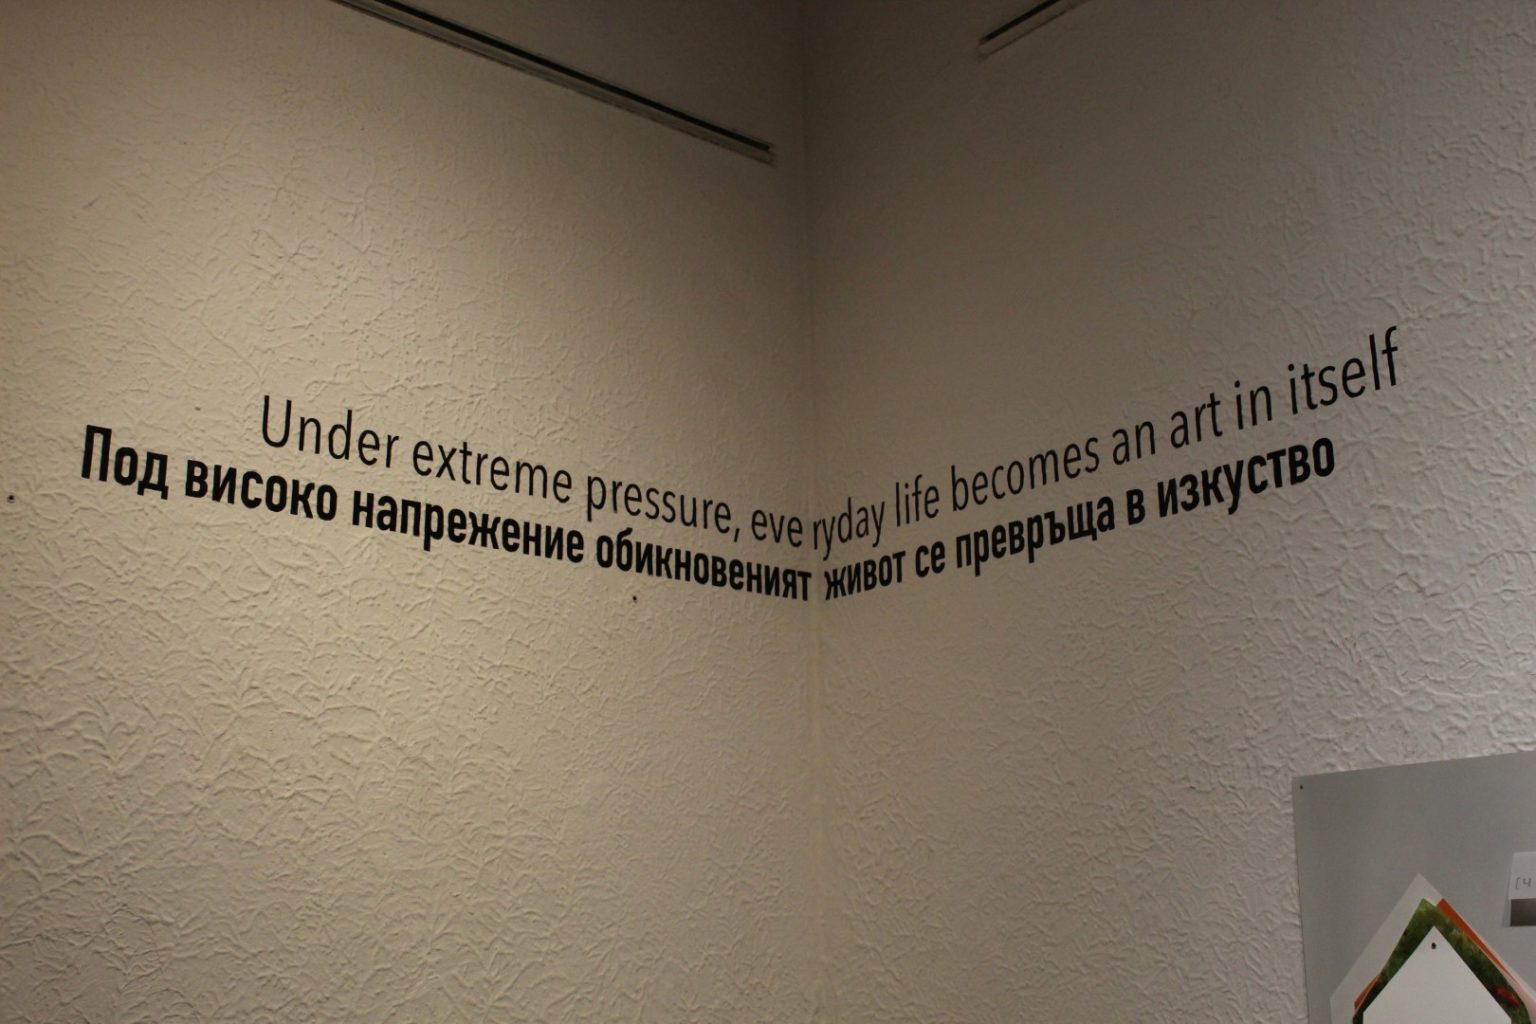 Under extreme pressure, everyday life becomes an art in itself
Под високо напрежение обикновеният живот се превръща в изкуство